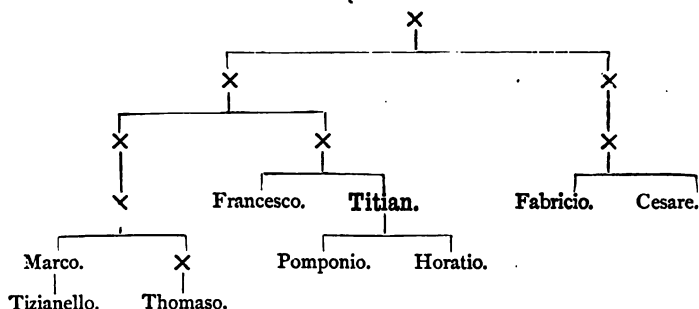 Francesco. Titian. Fabricio. Cesare.
Marco. Pomponio. Horatio.
Tizianello. Thomaso.